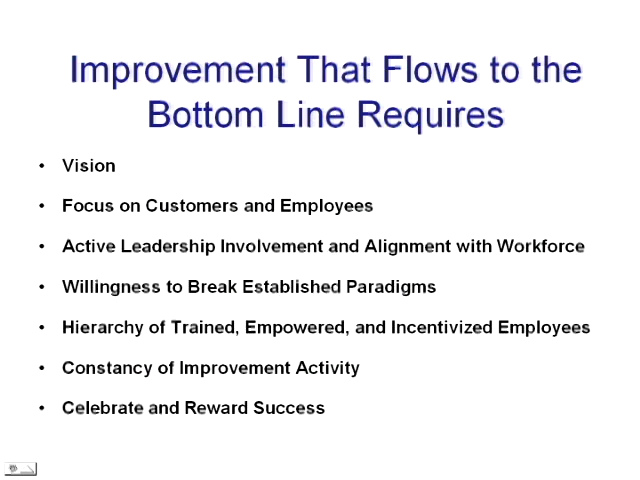 Improvement That Flows to the
Bottom Line Requires
• Vision
• Focus on Customers and Employees
• Active Leadership Involvement and Alignment with Workforce
• Willingness to Break Established Paradigms
• Hierarchy of Trained, Empowered, and Incentivized Employees
• Constancy of Improvement Activity
• Celebrate and Reward Success